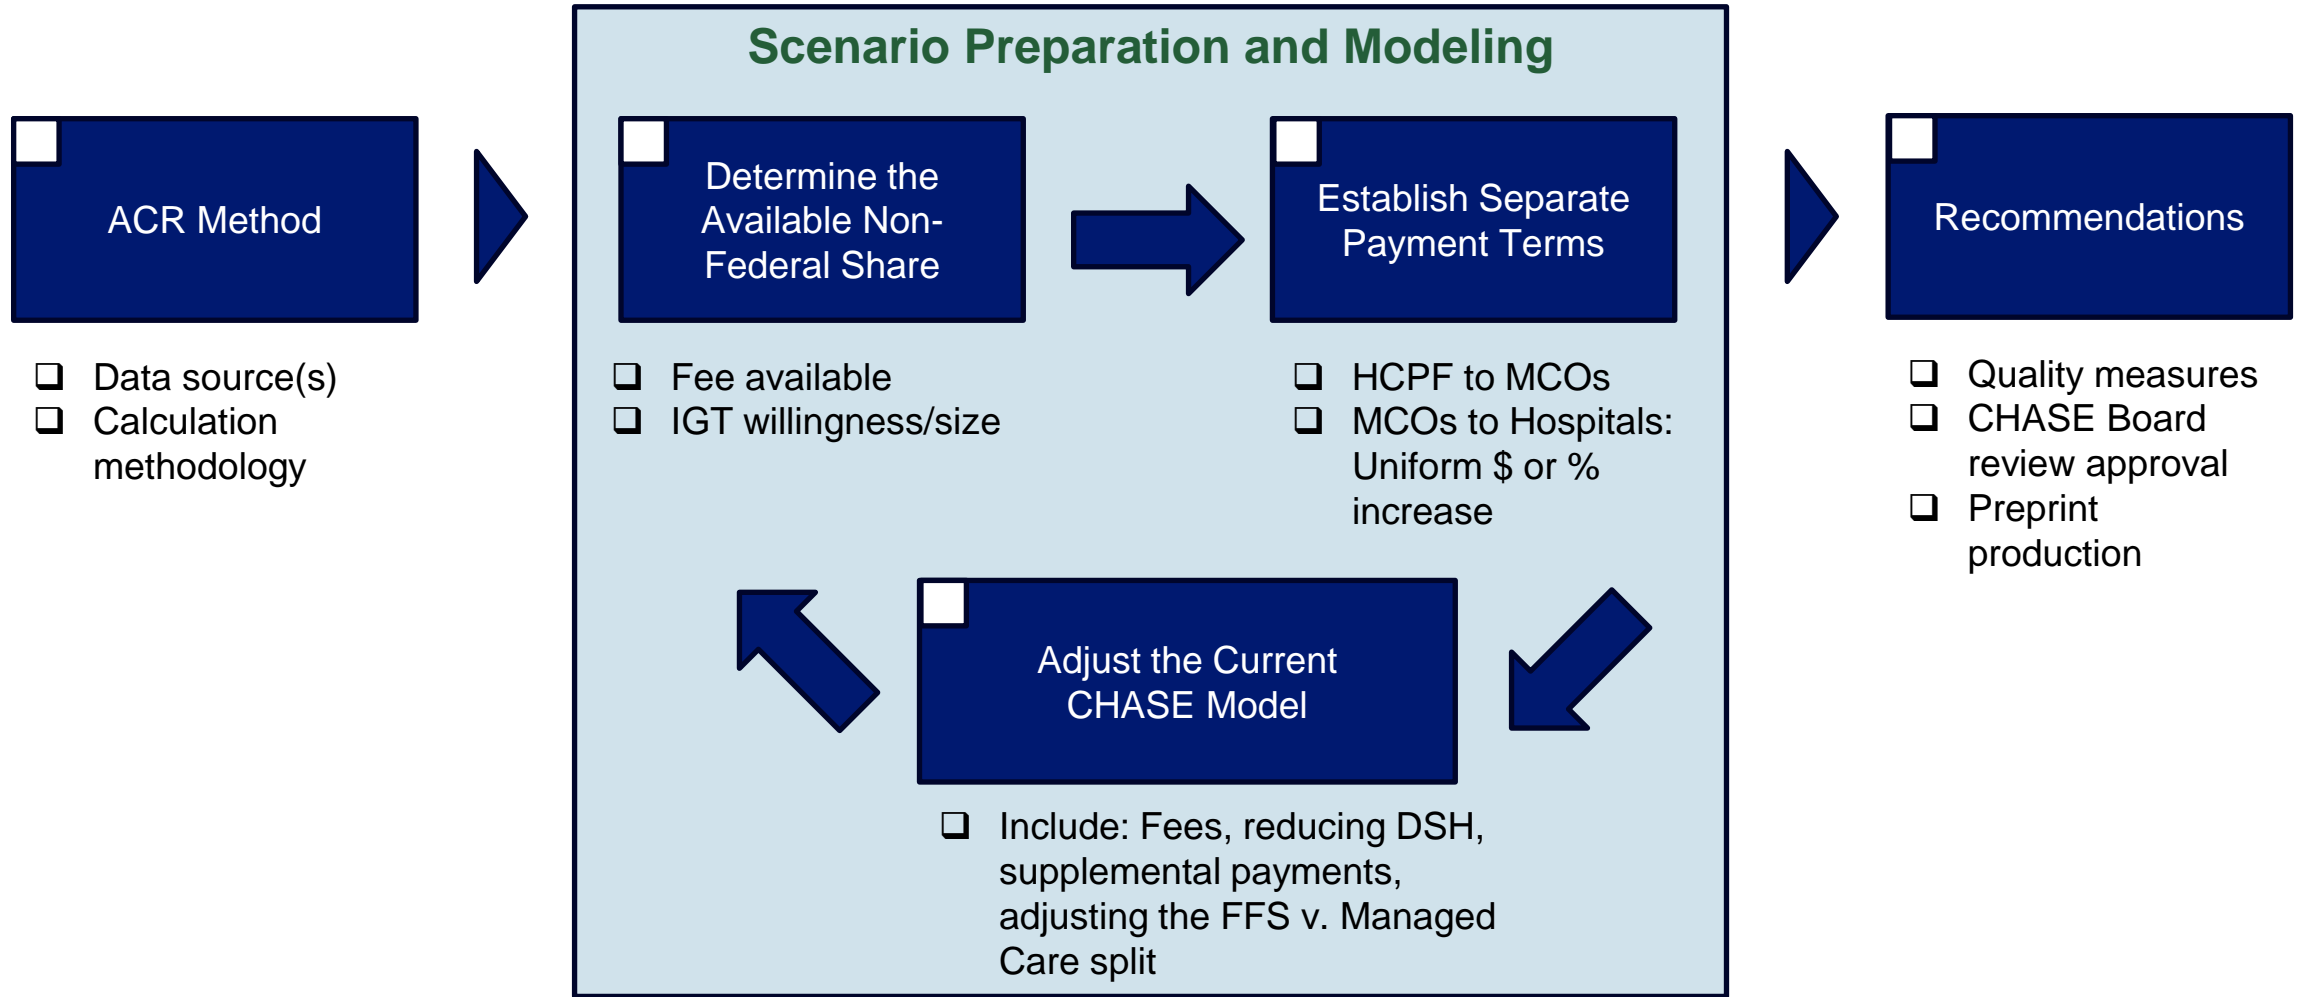 Scenario Preparation and Modeling
ACR Method
❑ Data source(s)
❑ Calculation
methodology
Determine the
Available Non-
Federal Share
❑ Fee available
❑ IGT willingness/size
Establish Separate
Payment Terms
❑ HCPF to MCOs
❑ MCOs to Hospitals:
Uniform $ or %
increase
Adjust the Current
CHASE Model
❑ Include: Fees, reducing DSH,
supplemental payments,
adjusting the FFS v. Managed
Care split
Recommendations
❑ Quality measures
❑ CHASE Board
review approval
❑ Preprint
production